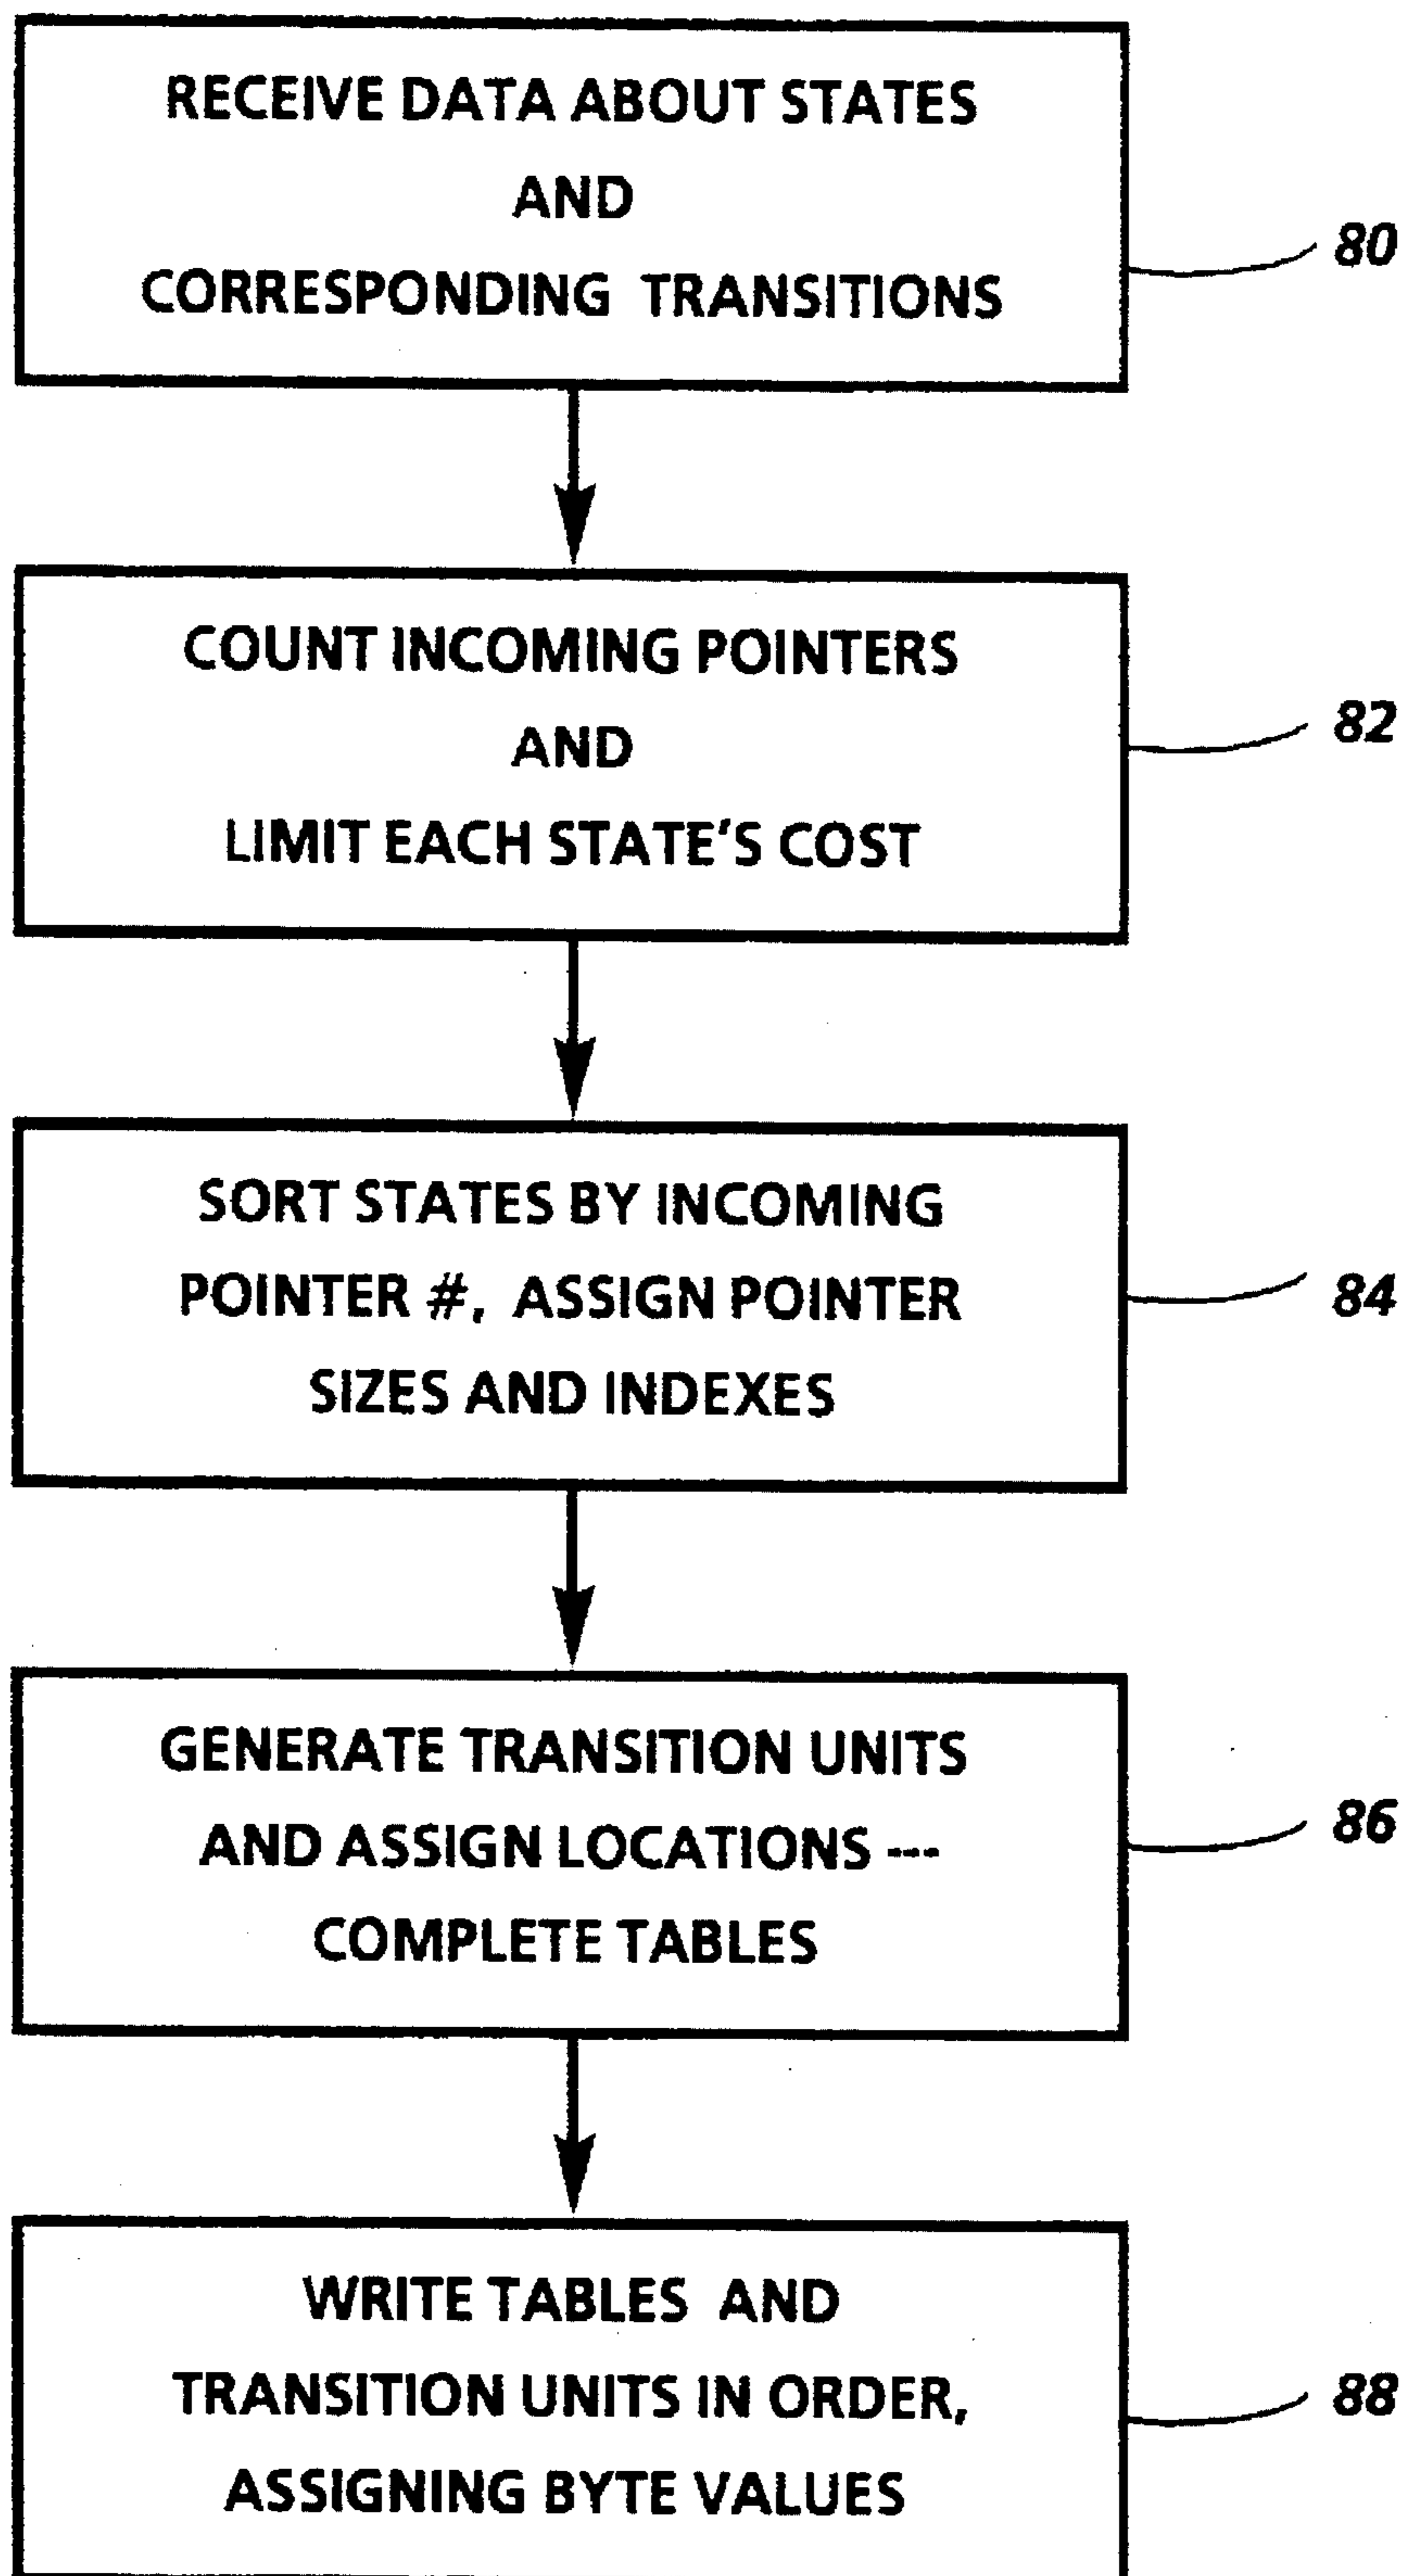 RECEIVE DATA ABOUT STATES
AND
CORRESPONDING TRANSITIONS
80
COUNT INCOMING POINTERS
AND
LIMIT EACH STATE'S COST
82
SORT STATES BY INCOMING
POINTER #, ASSIGN POINTER
SIZES AND INDEXES
84
GENERATE TRANSITION UNITS
AND ASSIGN LOCATIONS ---
COMPLETE TABLES
86
WRITE TABLES AND
TRANSITION UNITS IN ORDER,
ASSIGNING BYTE VALUES
88